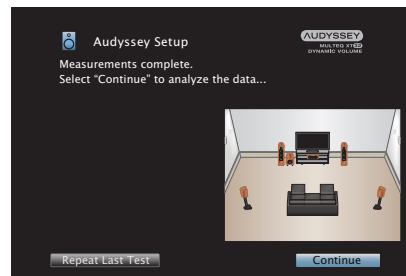 Audyssey Setup
AUDYSSEY
MULTEQ XT32
DYNAMIC VOLUME
Measurements complete.
Select “Continue” to analyze the data...
Repeat Last Test
Continue